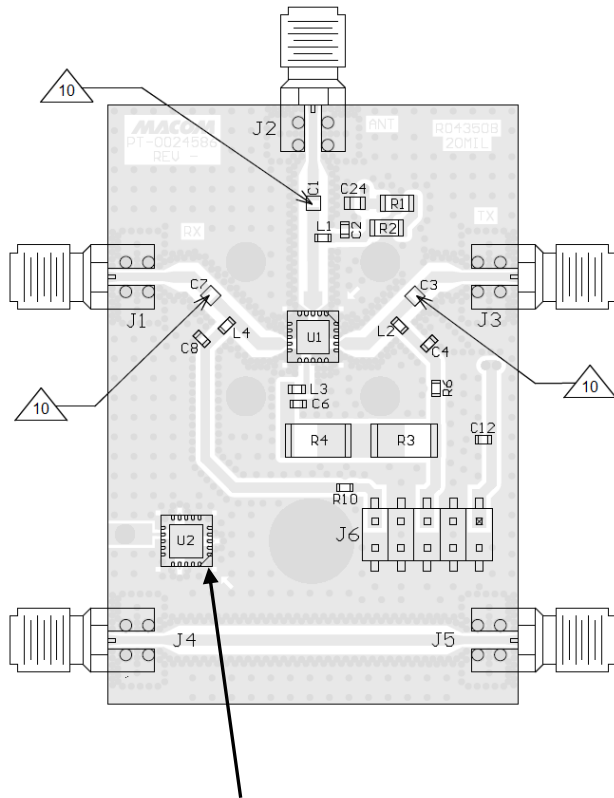 10
J2
ANT
RO4350B
20MIL
MACOM
PT-0024588
REV -
C1
C24
R1
R2
C2
L1
RX
TX
C7
C3
J1
J3
C8
L4
U1
L2
C4
10
10
L3
C6
R6
R4
R3
C12
R10
J6
U2
J4
J5